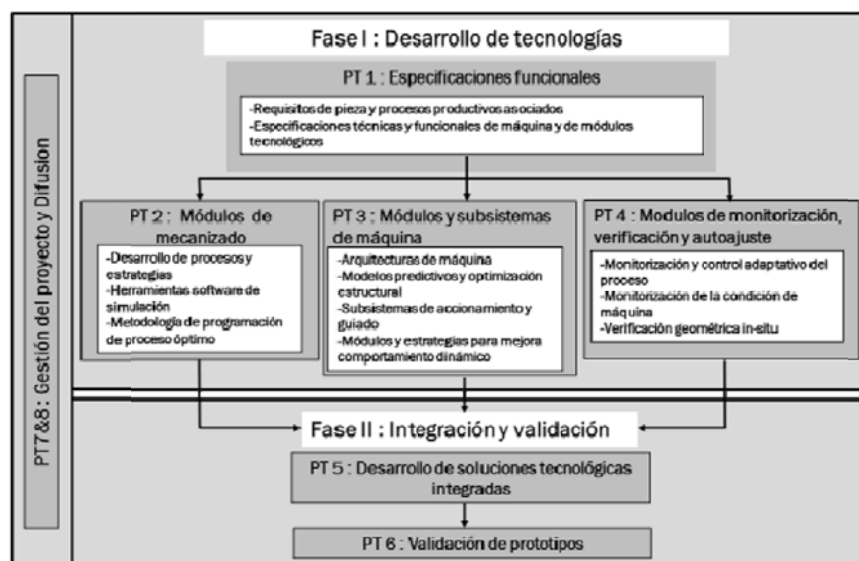 PT7&8: Gestión del proyecto y Difusion
Fase I : Desarrollo de tecnologías
PT 1 : Especificaciones funcionales
-Requisitos de pieza y procesos productivos asociados
-Especificaciones técnicas y funcionales de máquina y de módulos
tecnológicos
PT 2: Módulos de
mecanizado
-Desarrollo de procesos y
estrategias
-Herramientas software de
simulación
-Metodología de programación
de proceso óptimo
PT 3 : Módulos y subsistemas
de máquina
-Arquitecturas de máquina
-Modelos predictivos y optimización
estructural
-Subsistemas de accionamiento y
guiado
-Módulos y estrategias para mejora
comportamiento dinámico
PT 4 : Modulos de monitorización,
verificación y autoajuste
-Monitorización y control adaptativo del
proceso
-Monitorización de la condición de
máquina
-Verificación geométrica in-situ
Fase II : Integración y validación
PT 5 : Desarrollo de soluciones tecnológicas
integradas
PT 6 : Validación de prototipos